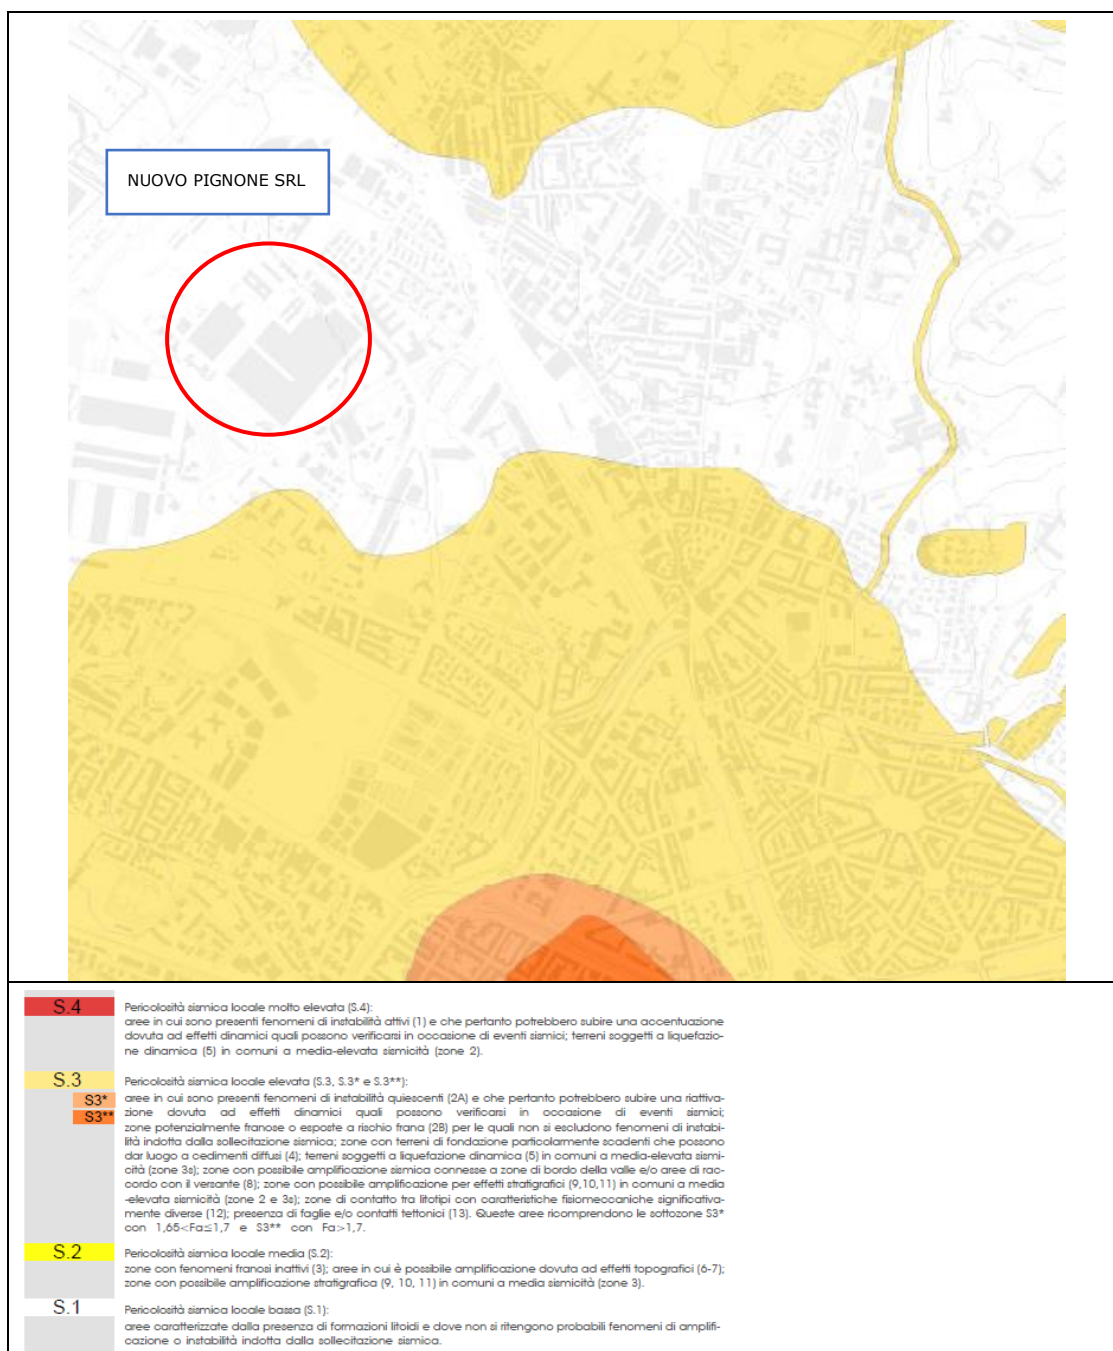 NUOVO PIGNONE SRL
S.4
Pericolosità sismica locale molto elevata (S.4):
aree in cui sono presenti fenomeni di instabilità attivi (1) e che pertanto potrebbero subire una accentuazione
dovuta ad effetti dinamici quali possono verificarsi in occasione di eventi sismici; terreni soggetti a liquefazio-
ne dinamica (5) in comuni a media-elevata sismicità (zone 2).
S.3
Pericolosità sismica locale elevata (S.3, S.3* e S.3**):
S3*
S3**
aree in cui sono presenti fenomeni di instabilità quiescenti (2A) e che pertanto potrebbero subire una riattiva-
zione dovuta ad effetti dinamici quali possono verificarsi in occasione di eventi sismici;
zone potenzialmente franose o esposte a rischio frana (2B) per le quali non si escludono fenomeni di instabi-
lità indotta dalla sollecitazione sismica; zone con terreni di fondazione particolarmente scadenti che possono
dar luogo a cedimenti diffusi (4); terreni soggetti a liquefazione dinamica (5) in comuni a media-elevata sismi-
cità (zone 3s); zone con possibile amplificazione sismica connesse a zone di bordo della valle e/o aree di rac-
cordo con il versante (8); zone con possibile amplificazione per effetti stratigrafici (9,10,11) in comuni a media
-elevata sismicità (zone 2 e 3s); zone di contatto tra litotipi con caratteristiche fisiomeccaniche significativa-
mente diverse (12); presenza di faglie e/o contatti tettonici (13). Queste aree ricomprendono le sottozone S3*
con 1,65<Fa≤1,7 e S3** con Fa>1,7.
S.2
Pericolosità sismica locale media (S.2):
zone con fenomeni franosi inattivi (3); aree in cui è possibile amplificazione dovuta ad effetti topografici (6-7);
zone con possibile amplificazione stratigrafica (9, 10, 11) in comuni a media sismicità (zone 3).
S.1
Pericolosità sismica locale bassa (S.1):
aree caratterizzate dalla presenza di formazioni litoidi e dove non si ritengono probabili fenomeni di amplifi-
cazione o instabilità indotta dalla sollecitazione sismica.